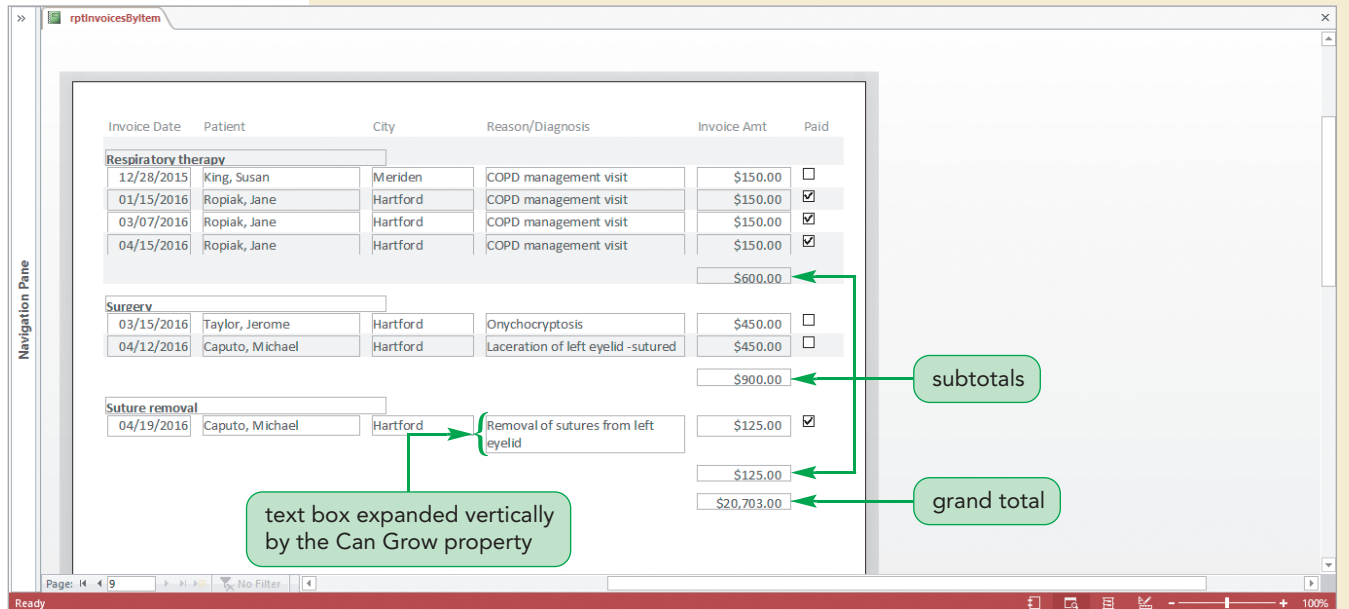 »
rptInvoicesByItem
×
Invoice Date Patient City Reason/Diagnosis Invoice Amt Paid
Respiratory therapy
12/28/2015 King, Susan Meriden COPD management visit $150.00
01/15/2016 Ropiak, Jane Hartford COPD management visit $150.00
03/07/2016 Ropiak, Jane Hartford COPD management visit $150.00
04/15/2016 Ropiak, Jane Hartford COPD management visit $150.00
$600.00
Surgery
03/15/2016 Taylor, Jerome Hartford Onychocryptosis $450.00
04/12/2016 Caputo, Michael Hartford Laceration of left eyelid -sutured $450.00
$900.00
subtotals
Suture removal
04/19/2016 Caputo, Michael Hartford Removal of sutures from left $125.00
eyelid
$125.00
$20,703.00
grand total
text box expanded vertically
by the Can Grow property
Navigation Pane
Page: 9 No Filter
Ready 100%